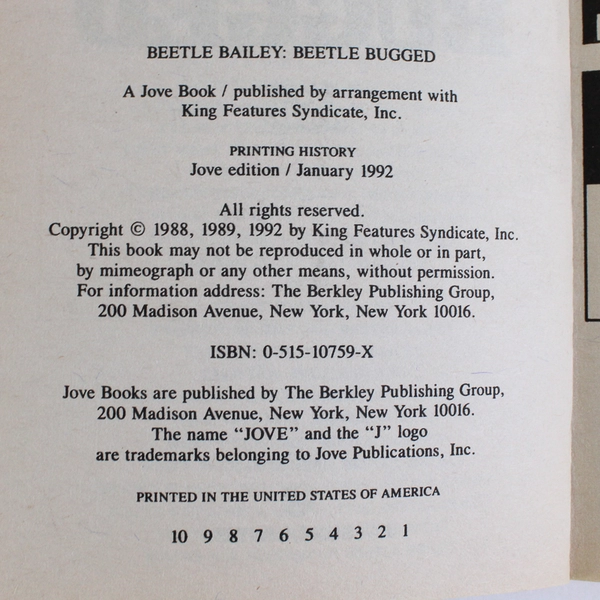 BEETLE BAILEY: BEETLE BUGGED
A Jove Book / published by arrangement with
King Features Syndicate, Inc.
PRINTING HISTORY
Jove edition / January 1992
All rights reserved.
Copyright © 1988, 1989, 1992 by King Features Syndicate, Inc.
This book may not be reproduced in whole or in part,
by mimeograph or any other means, without permission.
For information address: The Berkley Publishing Group,
200 Madison Avenue, New York, New York 10016.
ISBN: 0-515-10759-X
Jove Books are published by The Berkley Publishing Group,
200 Madison Avenue, New York, New York 10016.
The name “JOVE” and the “J” logo
are trademarks belonging to Jove Publications, Inc.
PRINTED IN THE UNITED STATES OF AMERICA
10 9 8 7 6 5 4 3 2 1